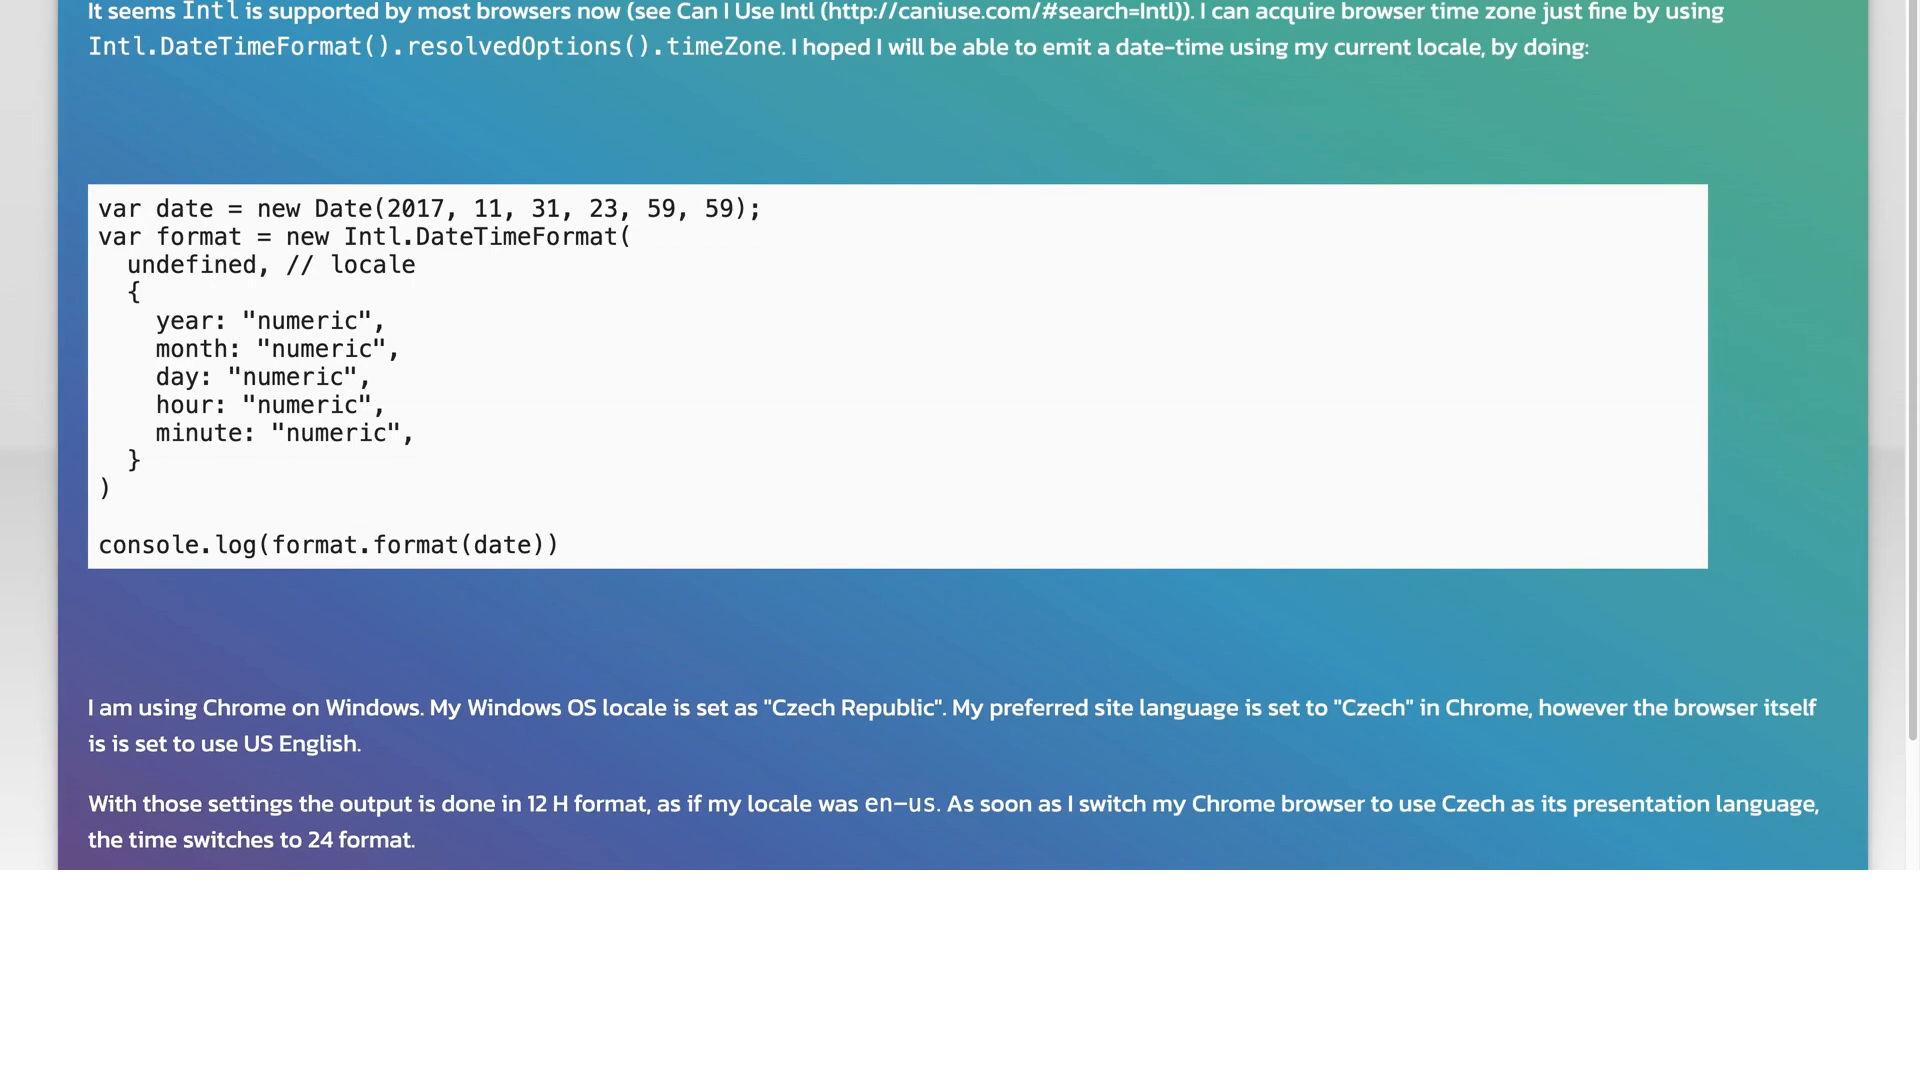 It seems Intl is supported by most browsers now (see Can I Use Intl (http://caniuse.com/#search=Intl)). I can acquire browser time zone just fine by using
Intl.DateTimeFormat().resolvedOptions().timeZone. I hoped I will be able to emit a date-time using my current locale, by doing:
var date = new Date(2017, 11, 31, 23, 59, 59);
var format = new Intl.DateTimeFormat(
  undefined, // locale
  {
    year: "numeric",
    month: "numeric",
    day: "numeric",
    hour: "numeric",
    minute: "numeric",
  }
)
console.log(format.format(date))
I am using Chrome on Windows. My Windows OS locale is set as "Czech Republic". My preferred site language is set to "Czech" in Chrome, however the browser itself
is is set to use US English.
With those settings the output is done in 12 H format, as if my locale was en-us. As soon as I switch my Chrome browser to use Czech as its presentation language,
the time switches to 24 format.